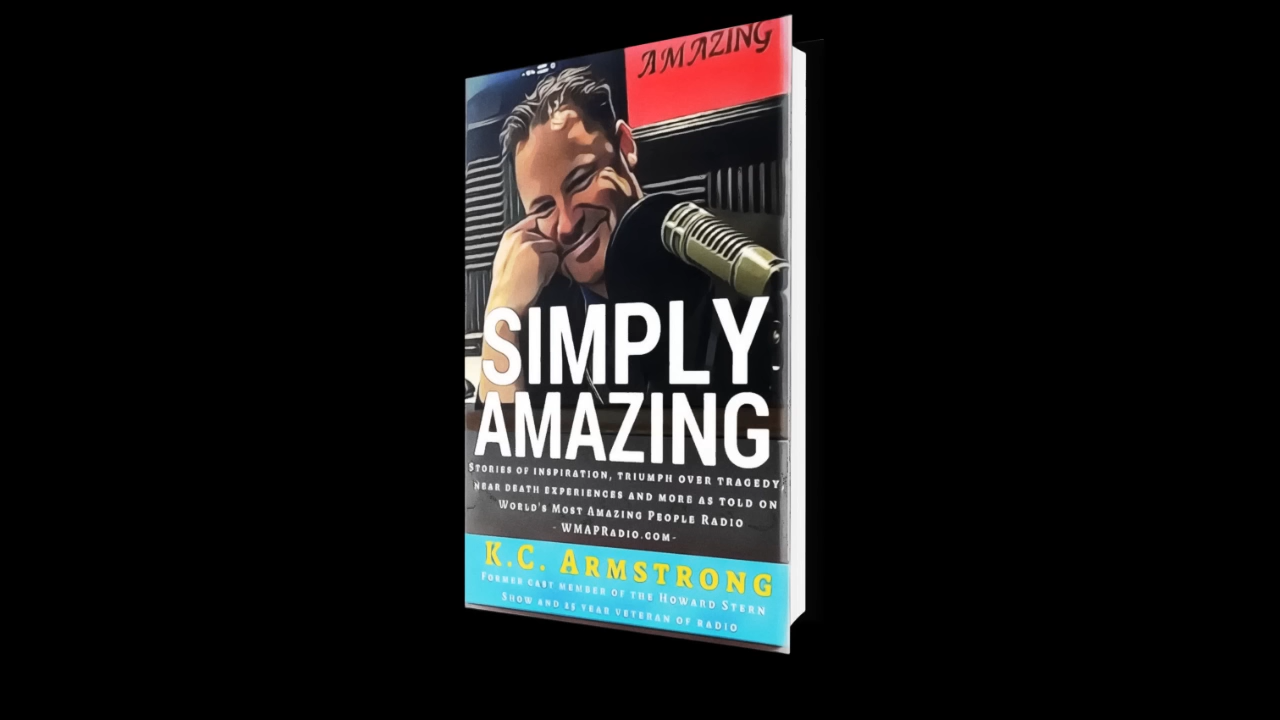 AMAZING
SIMPLY
AMAZING
Stories of inspiration, triumph over tragedy,
near death experiences and more as told on
World's Most Amazing People Radio
- WMAPRadio.com-
K.C. Armstrong
Former cast member of the Howard Stern
Show and 25 year veteran of radio